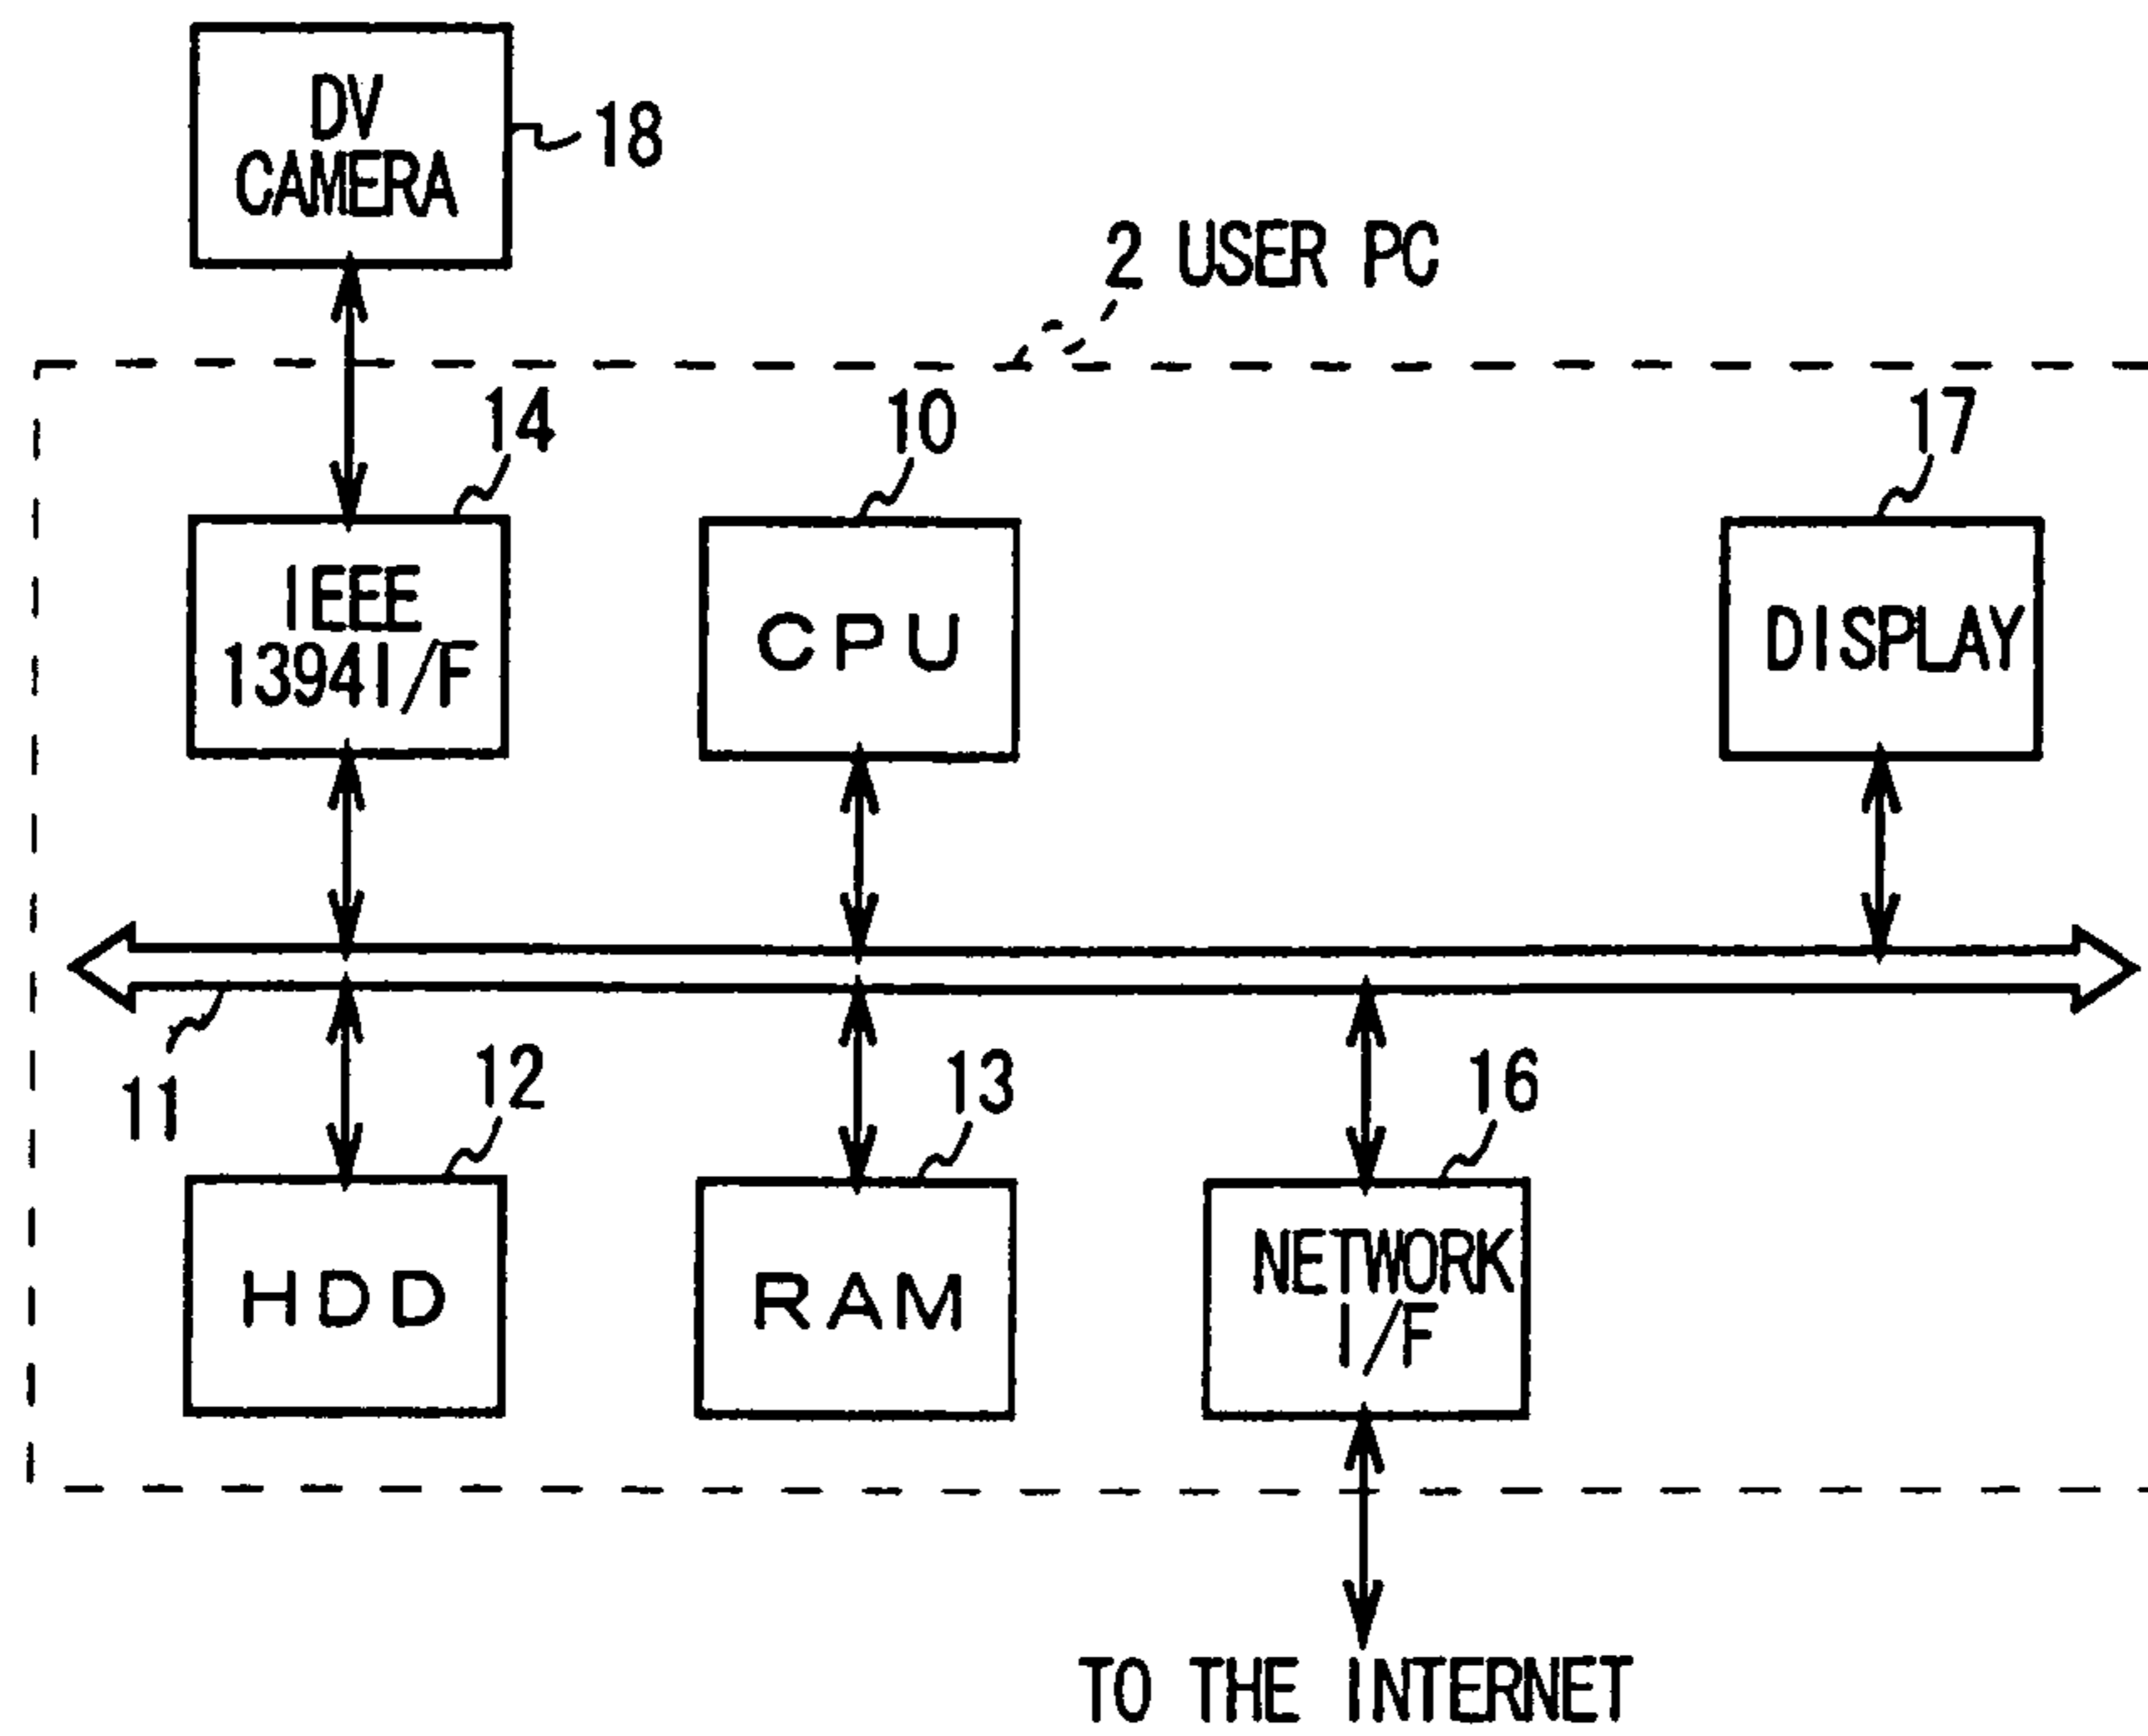 DV
CAMERA
18
2 USER PC
14
10
17
IEEE
1394I/F
CPU
DISPLAY
11
12
13
16
HDD
RAM
NETWORK
I/F
TO THE INTERNET